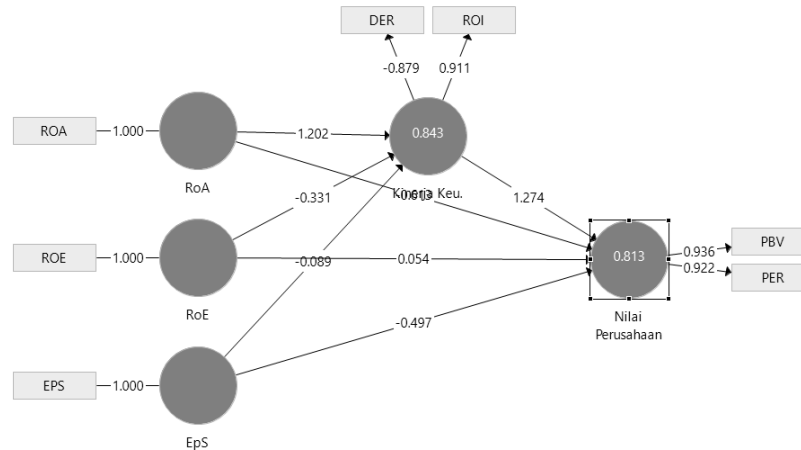 DER
ROI
-0.879
0.911
ROA
1.000
1.202
0.843
RoA
Kinerja Keu.
-0.331
1.274
ROE
1.000
0.054
0.813
0.936
PBV
0.922
PER
-0.089
RoE
Nilai
Perusahaan
-0.497
EPS
1.000
EpS